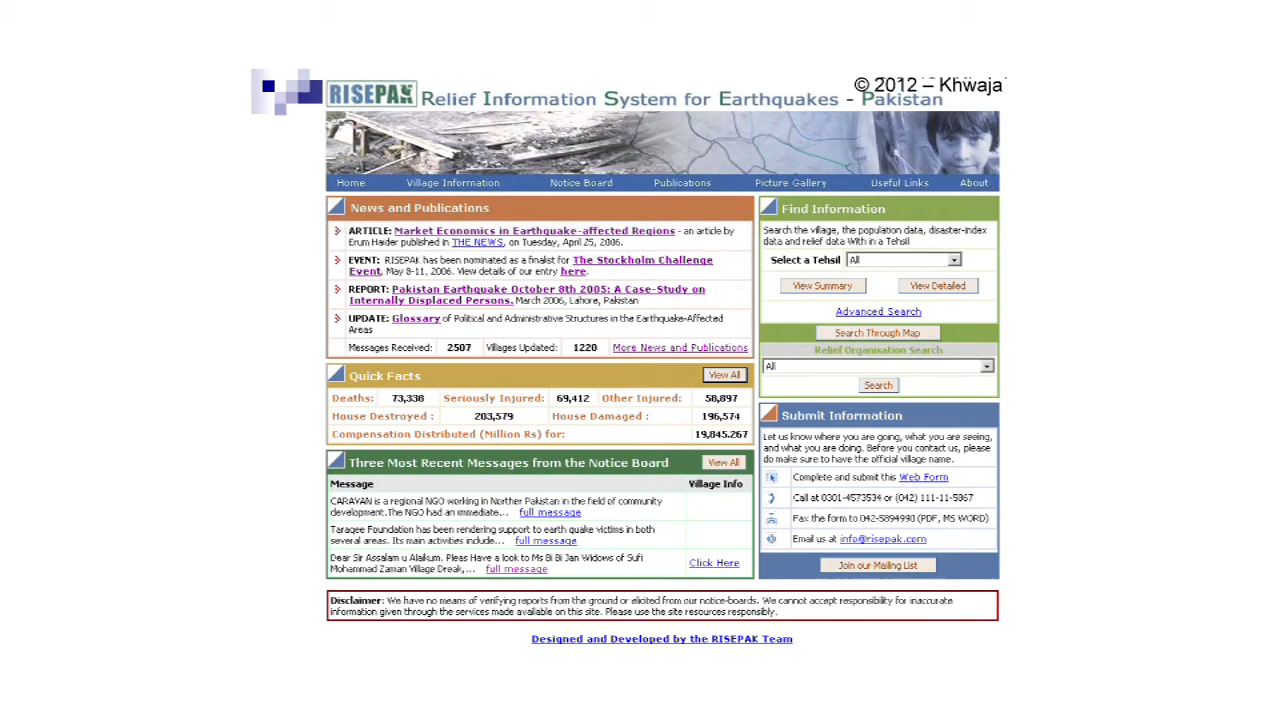 © 2012 – Khwaja
RISEPAK Relief Information System for Earthquakes - Pakistan
Home Village Information Notice Board Publications Picture Gallery Useful Links About
News and Publications
ARTICLE: Market Economics in Earthquake-affected Regions - an article by
Erum Haider published in THE NEWS, on Tuesday, April 25, 2006.
EVENT: RISEPAK has been nominated as a finalist for The Stockholm Challenge
Event, May 8-11, 2006. View details of our entry here.
REPORT: Pakistan Earthquake October 8th 2005: A Case-Study on
Internally Displaced Persons. March 2006, Lahore, Pakistan
UPDATE: Glossary of Political and Administrative Structures in the Earthquake-Affected
Areas
Messages Received: 2507 Villages Updated: 1220 More News and Publications
Quick Facts View All
Deaths: 73,338 Seriously Injured: 69,412 Other Injured: 58,897
House Destroyed : 203,579 House Damaged : 196,574
Compensation Distributed (Million Rs) for: 19,845.267
Three Most Recent Messages from the Notice Board View All
Message Village Info
CARAVAN is a regional NGO working in Norther Pakistan in the field of community
development.The NGO had an immediate... full message
Taraqee Foundation has been rendering support to earth quake victims in both
several areas. Its main activities include... full message
Dear Sir Assalam u Alaikum. Pleas Have a look to Ms Bi Bi Jan Widows of Sufi
Mohammad Zaman Village Dreak,... full message Click Here
Find Information
Search the village, the population data, disaster-index
data and relief data With in a Tehsil
Select a Tehsil All
View Summary View Detailed
Advanced Search
Search Through Map
Relief Organisation Search
All
Search
Submit Information
Let us know where you are going, what you are seeing,
and what you are doing. Before you contact us, please
do make sure to have the official village name.
Complete and submit this Web Form
Call at 0301-4573534 or (042) 111-11-5867
Fax the form to 042-5894990 (PDF, MS WORD)
Email us at info@risepak.com
Join our Mailing List
Disclaimer: We have no means of verifying reports from the ground or elicited from our notice-boards. We cannot accept responsibility for inaccurate
information given through the services made available on this site. Please use the site resources responsibly.
Designed and Developed by the RISEPAK Team